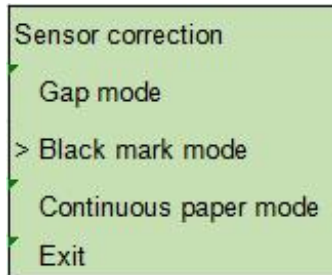 Sensor correction
Gap mode
> Black mark mode
Continuous paper mode
Exit